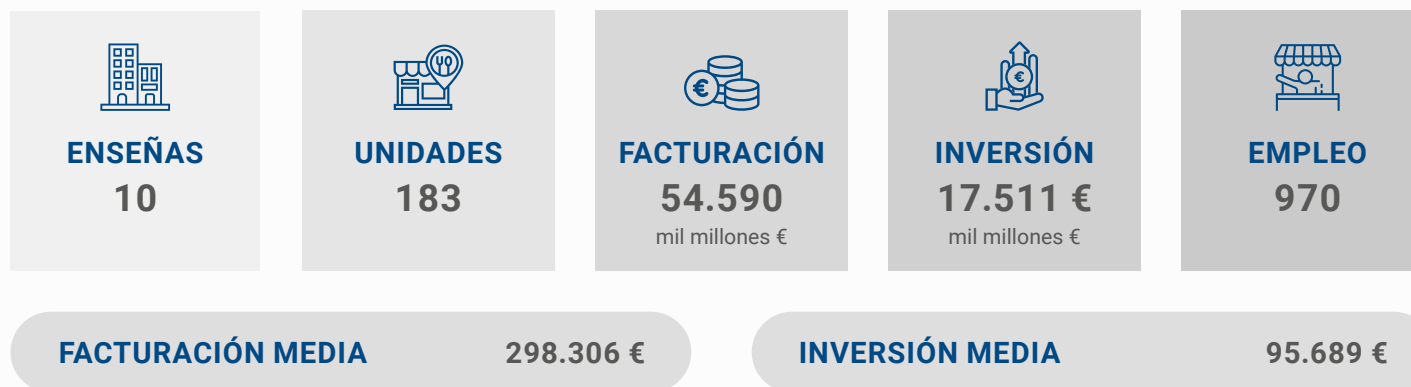 ENSEÑAS
10
UNIDADES
183
FACTURACIÓN
54.590
mil millones €
INVERSIÓN
17.511 €
mil millones €
EMPLEO
970
FACTURACIÓN MEDIA 298.306 €
INVERSIÓN MEDIA 95.689 €